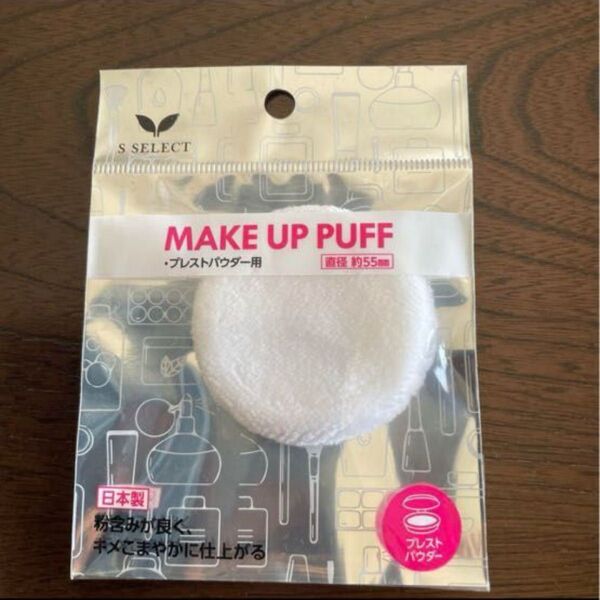 S SELECT
MAKE UP PUFF
・プレストパウダー用
直径 約55mm
日本製
粉含みが良く、
キメこまやかに仕上がる
プレスト
パウダー